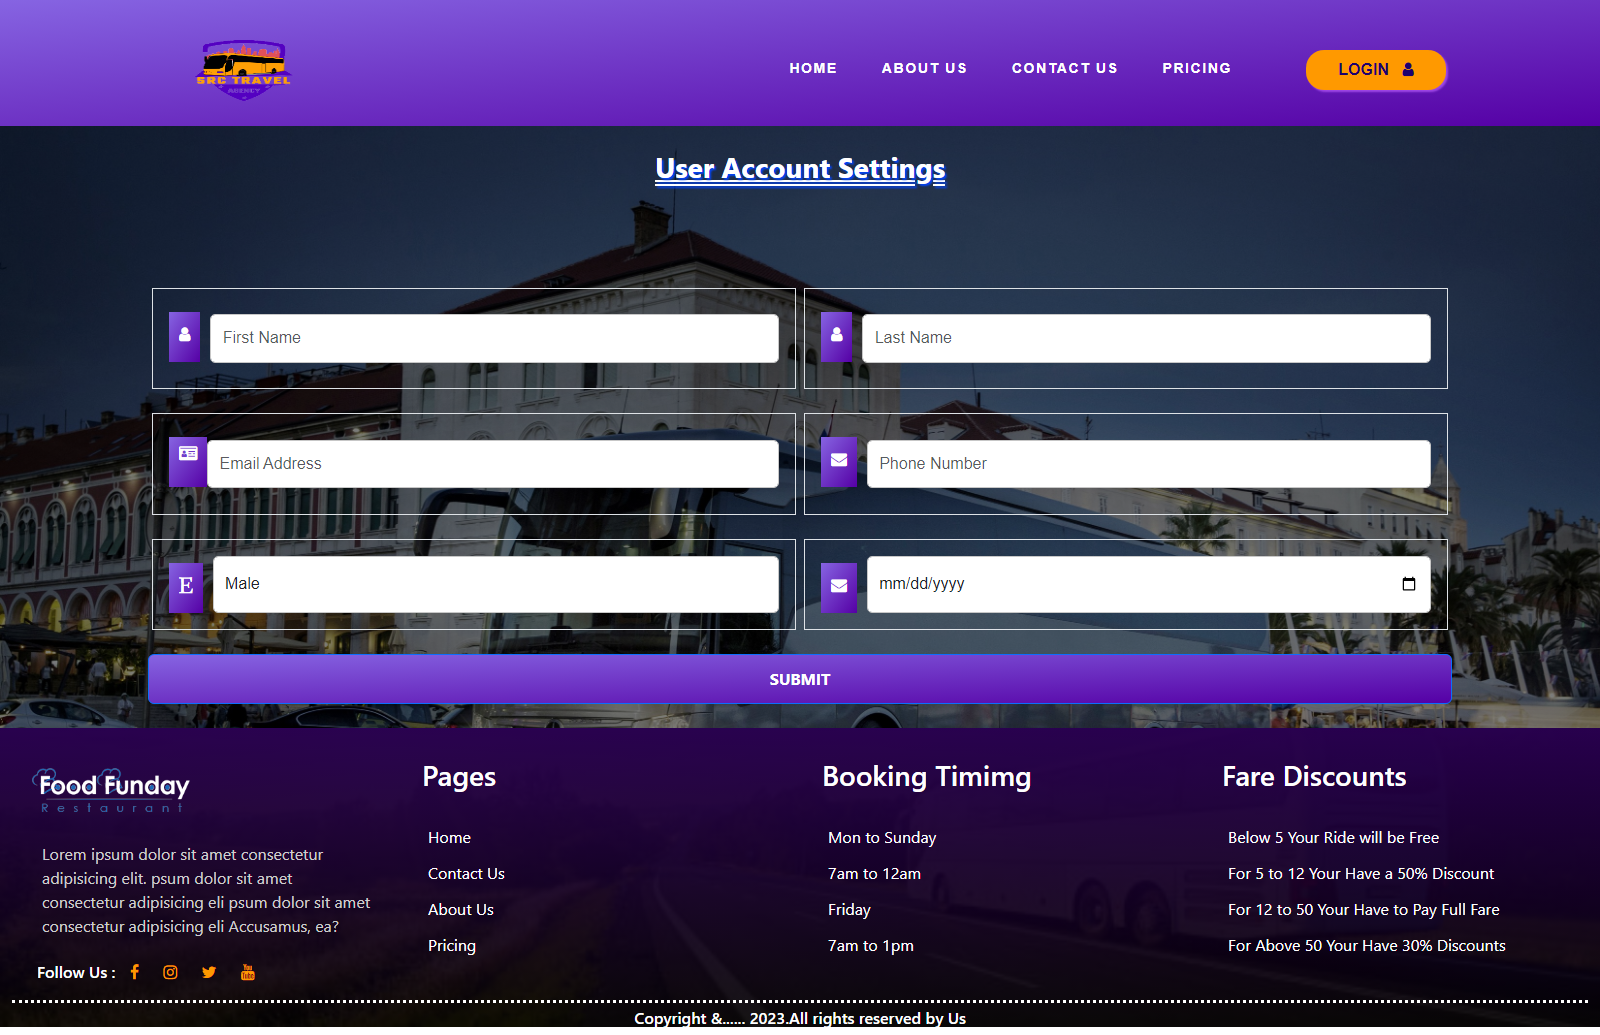 SRC TRAVEL
AGENCY
HOME
ABOUT US
CONTACT US
PRICING
LOGIN
User Account Settings
First Name
Last Name
Email Address
Phone Number
E
Male
mm/dd/yyyy
SUBMIT
Food Funday
Restaurant
Lorem ipsum dolor sit amet consectetur
adipisicing elit. psum dolor sit amet
consectetur adipisicing eli psum dolor sit amet
consectetur adipisicing eli Accusamus, ea?
Follow Us :
You
Tube
Pages
Home
Contact Us
About Us
Pricing
Booking Timimg
Mon to Sunday
7am to 12am
Friday
7am to 1pm
Fare Discounts
Below 5 Your Ride will be Free
For 5 to 12 Your Have a 50% Discount
For 12 to 50 Your Have to Pay Full Fare
For Above 50 Your Have 30% Discounts
Copyright &...... 2023.All rights reserved by Us